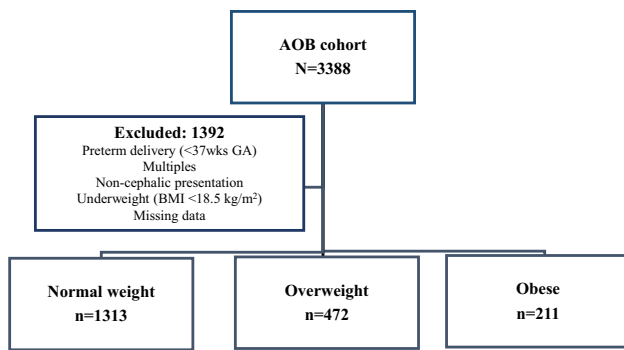 AOB cohort
N=3388
Excluded: 1392
Preterm delivery (<37wks GA)
Multiples
Non-cephalic presentation
Underweight (BMI <18.5 kg/m²)
Missing data
Normal weight
n=1313
Overweight
n=472
Obese
n=211